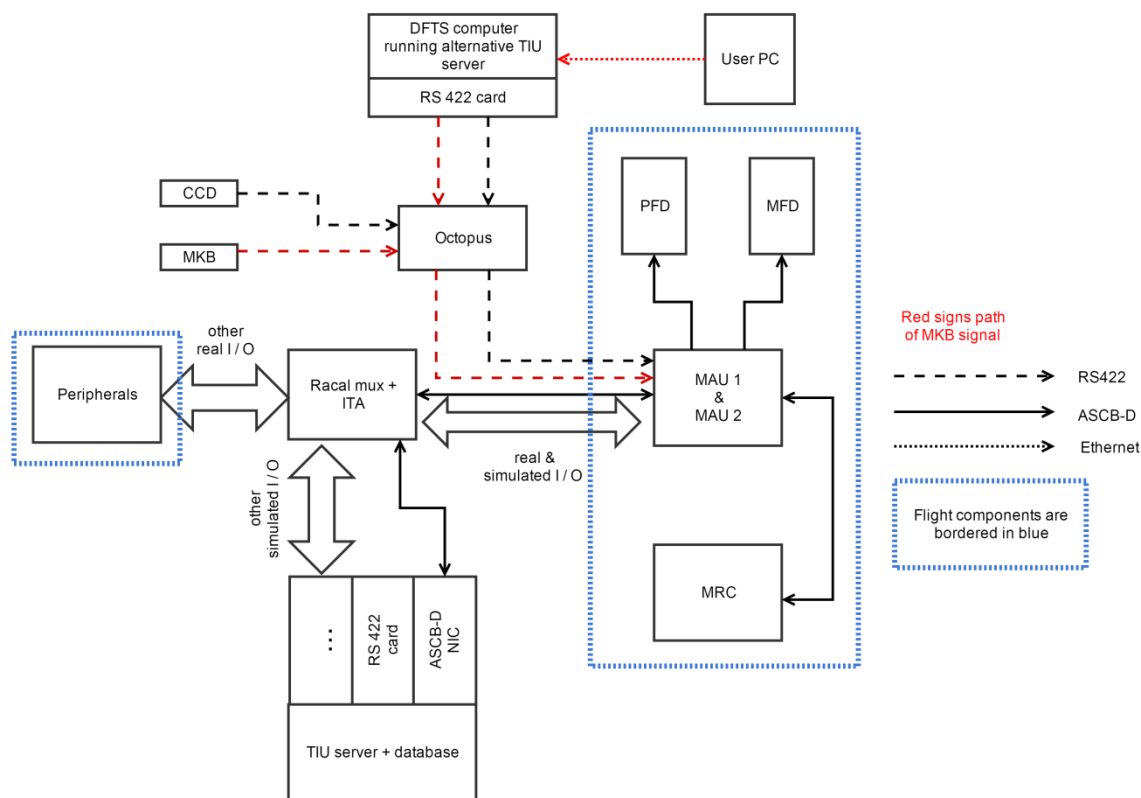 DFTS computer
running alternative TIU
server
User PC
RS 422 card
CCD
MKB
Octopus
PFD
MFD
Red signs path
of MKB signal
other
real I / O
Peripherals
Racal mux +
ITA
MAU 1
&
MAU 2
RS422
ASCB-D
Ethernet
real &
simulated I / O
other
simulated I / O
Flight components are
bordered in blue
MRC
...
RS 422
card
ASCB-D
NIC
TIU server + database